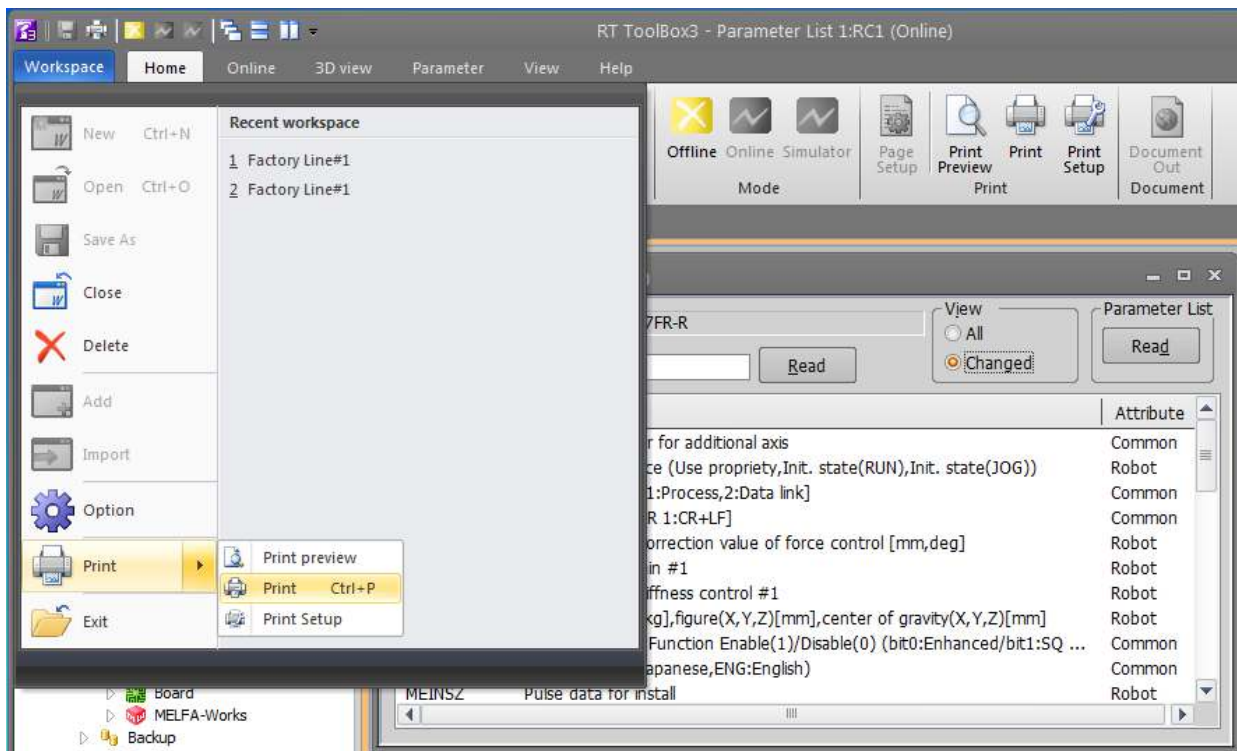 RT ToolBox3 - Parameter List 1:RC1 (Online)
Workspace Home Online 3D view Parameter View Help
New Ctrl+N
Open Ctrl+O
Save As
Close
Delete
Add
Import
Option
Print
Exit
Recent workspace
1 Factory Line#1
2 Factory Line#1
Print preview
Print Ctrl+P
Print Setup
Offline Online Simulator
Mode
Page Setup
Print Preview
Print
Print Setup
Print
Document Out
Document
7FR-R
Read
View
All
Changed
Parameter List
Read
Attribute
r for additional axis Common
ce (Use propriety,Init. state(RUN),Init. state(JOG)) Robot
1:Process,2:Data link] Common
R 1:CR+LF] Common
orrection value of force control [mm,deg] Robot
in #1 Robot
iffness control #1 Robot
kg],figure(X,Y,Z)[mm],center of gravity(X,Y,Z)[mm] Robot
Function Enable(1)/Disable(0) (bit0:Enhanced/bit1:SQ ... Common
apanese,ENG:English) Common
MEINSZ Pulse data for install Robot
Board
MELFA-Works
Backup